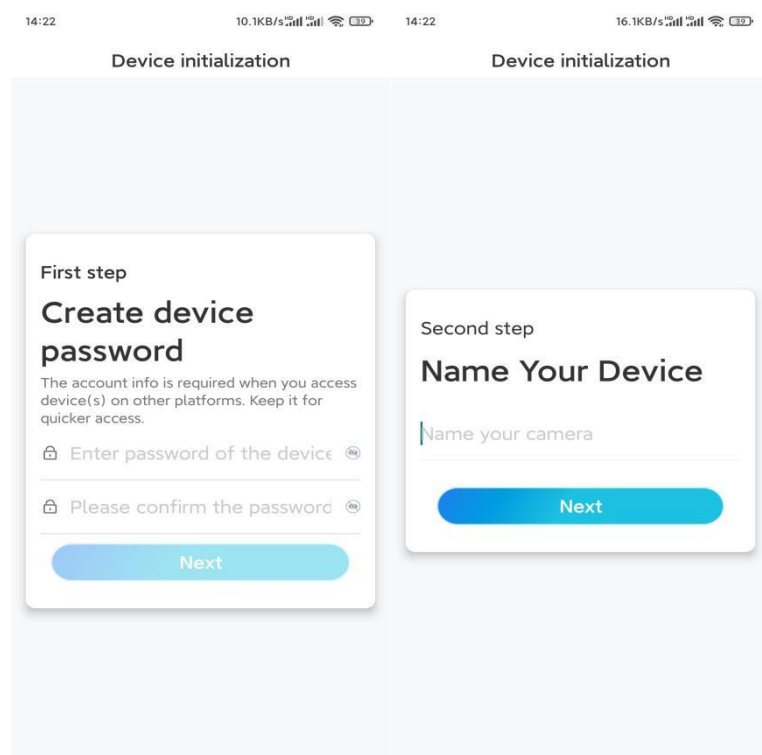 14:22
10.1KB/s
39
Device initialization
First step
Create device
password
The account info is required when you access
device(s) on other platforms. Keep it for
quicker access.
Enter password of the device
Please confirm the password
Next
14:22
16.1KB/s
39
Device initialization
Second step
Name Your Device
Name your camera
Next